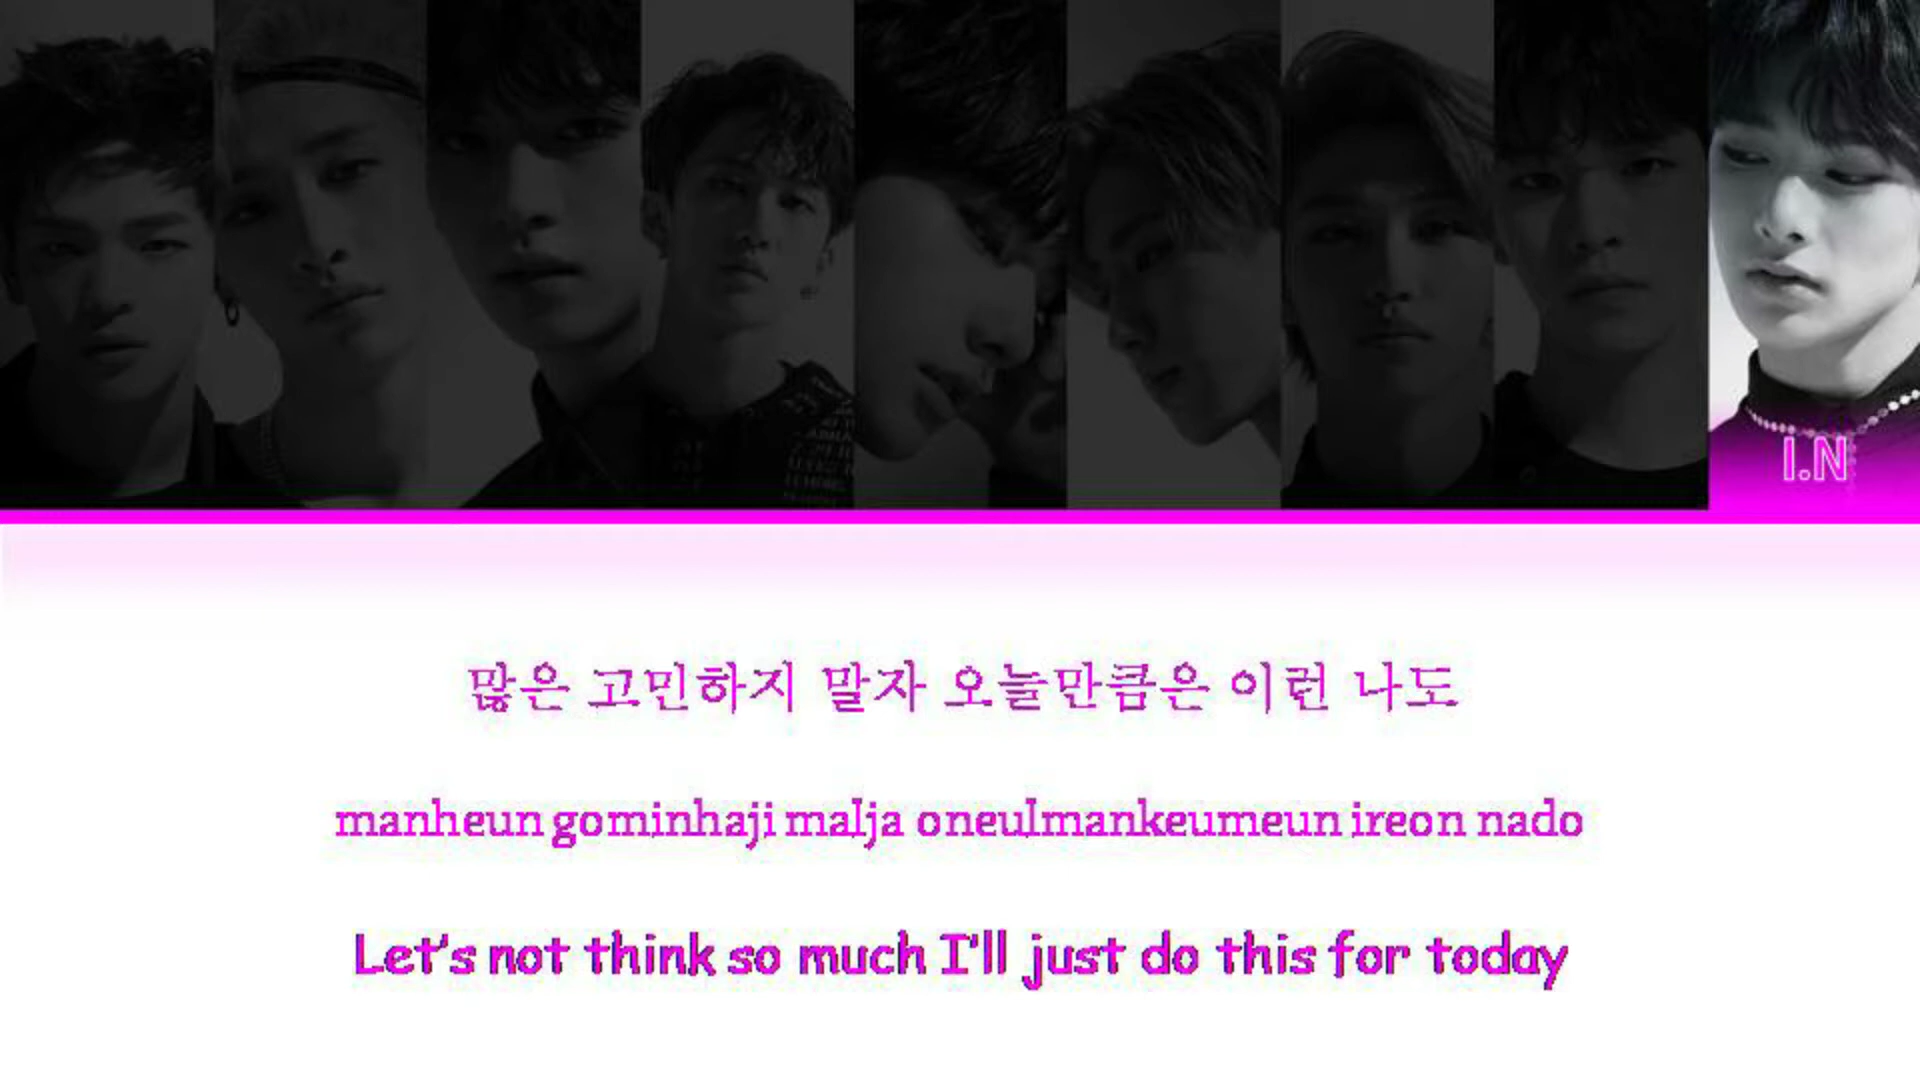 I.N
많은 고민하지 말자 오늘만큼은 이런 나도
manheun gominhaji malja oneulmankeumeun ireon nado
Let's not think so much I'll just do this for today